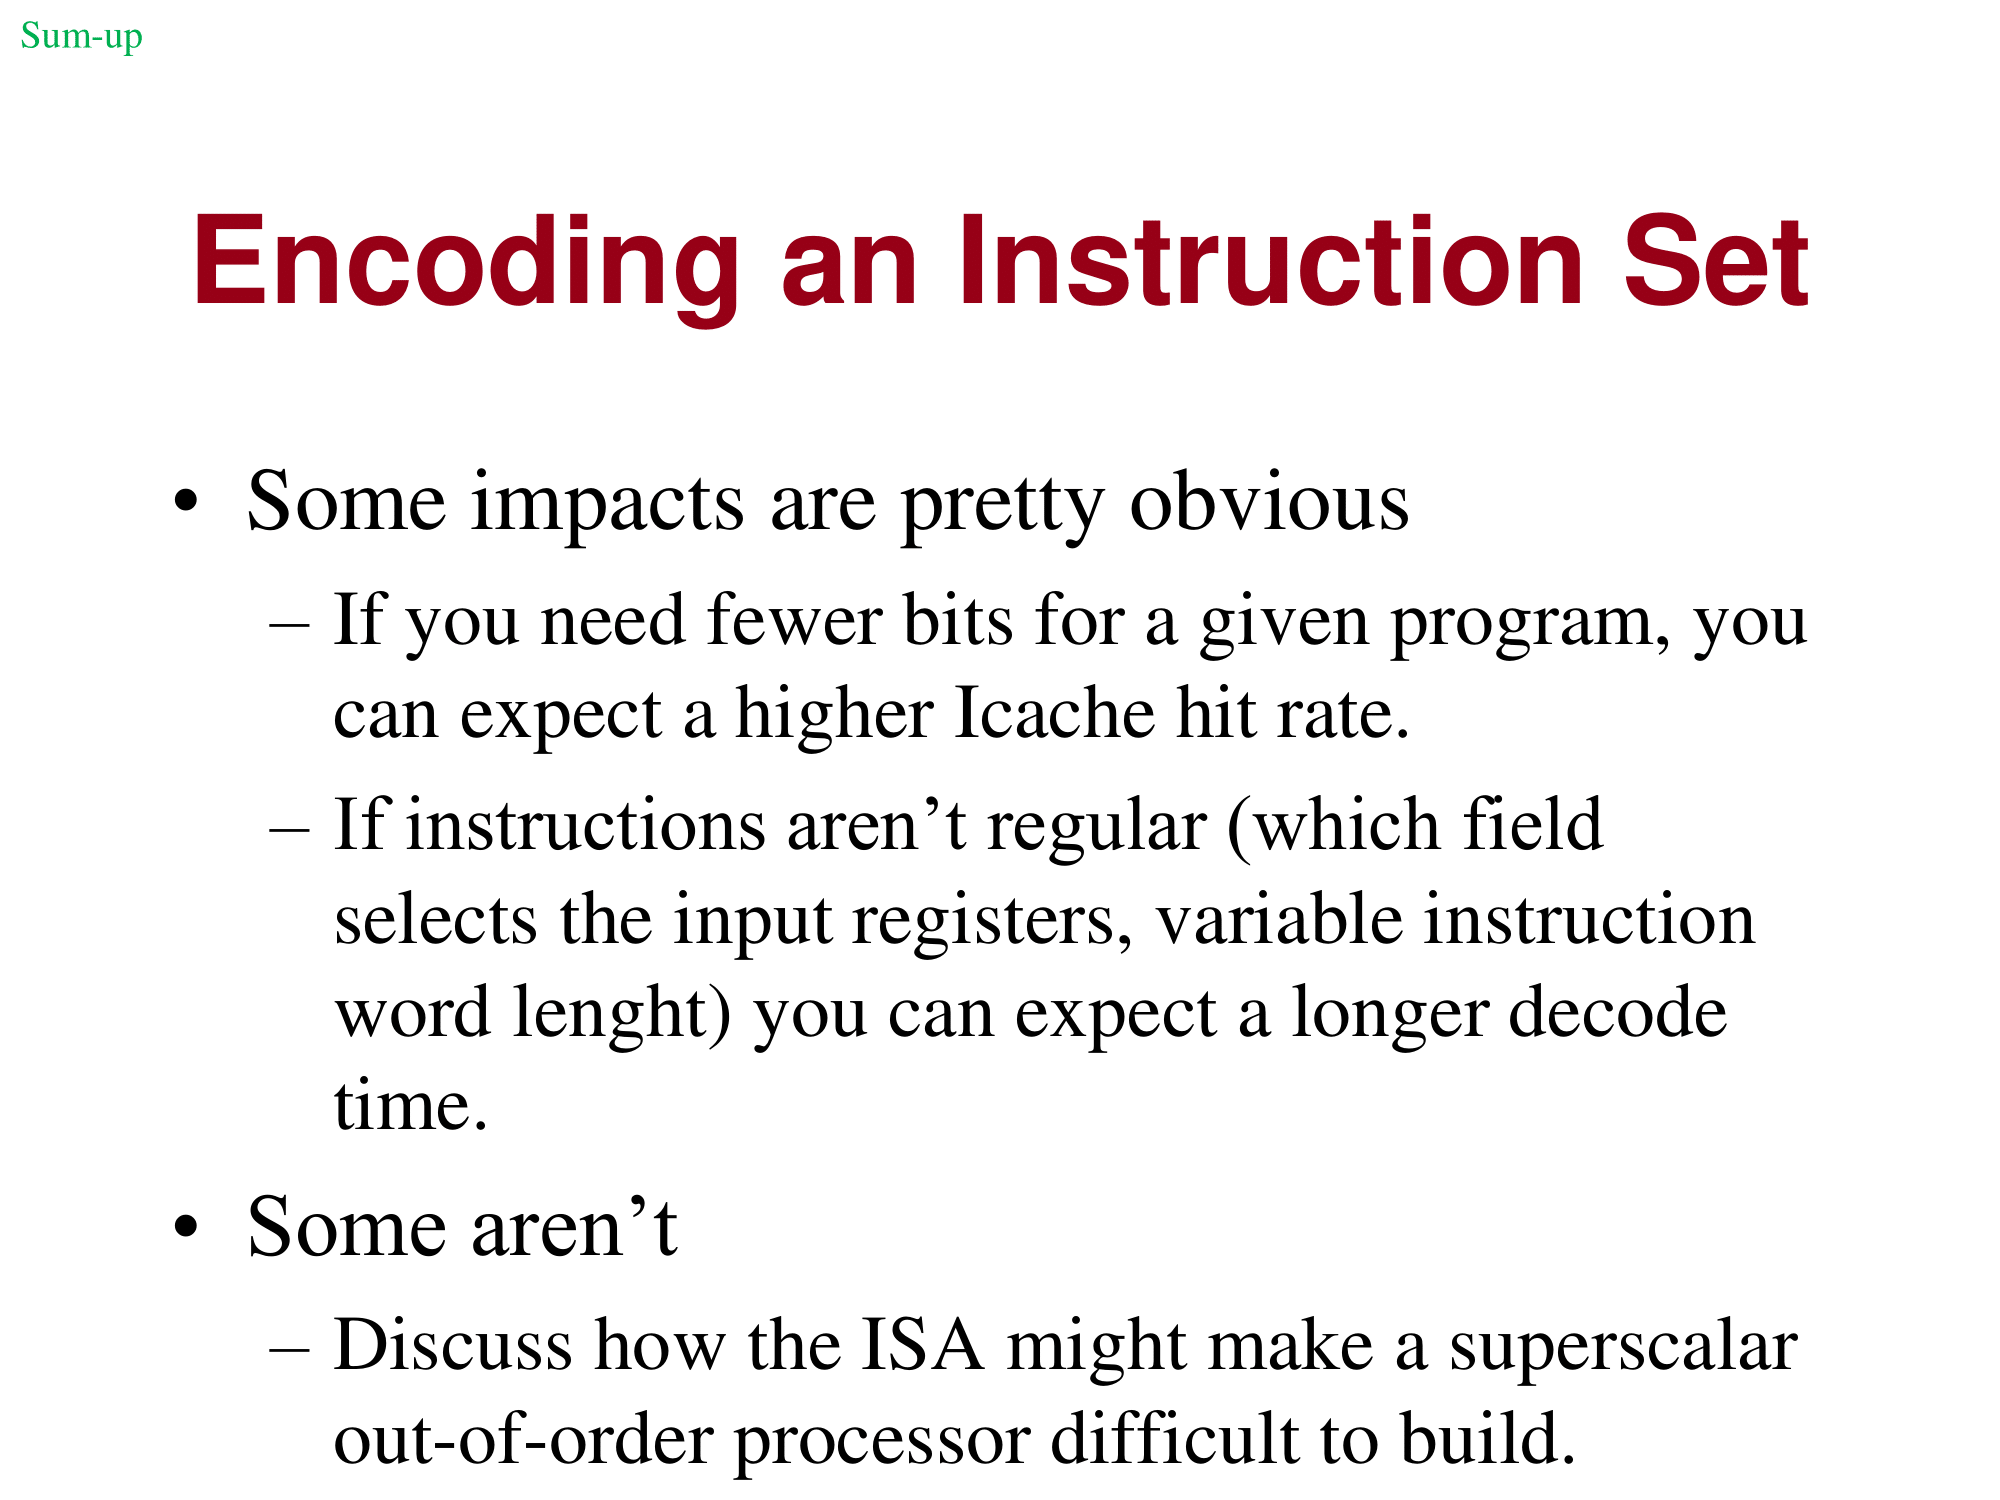 Sum-up
Encoding an Instruction Set
• Some impacts are pretty obvious
– If you need fewer bits for a given program, you
can expect a higher Icache hit rate.
– If instructions aren’t regular (which field
selects the input registers, variable instruction
word lenght) you can expect a longer decode
time.
• Some aren’t
– Discuss how the ISA might make a superscalar
out-of-order processor difficult to build.